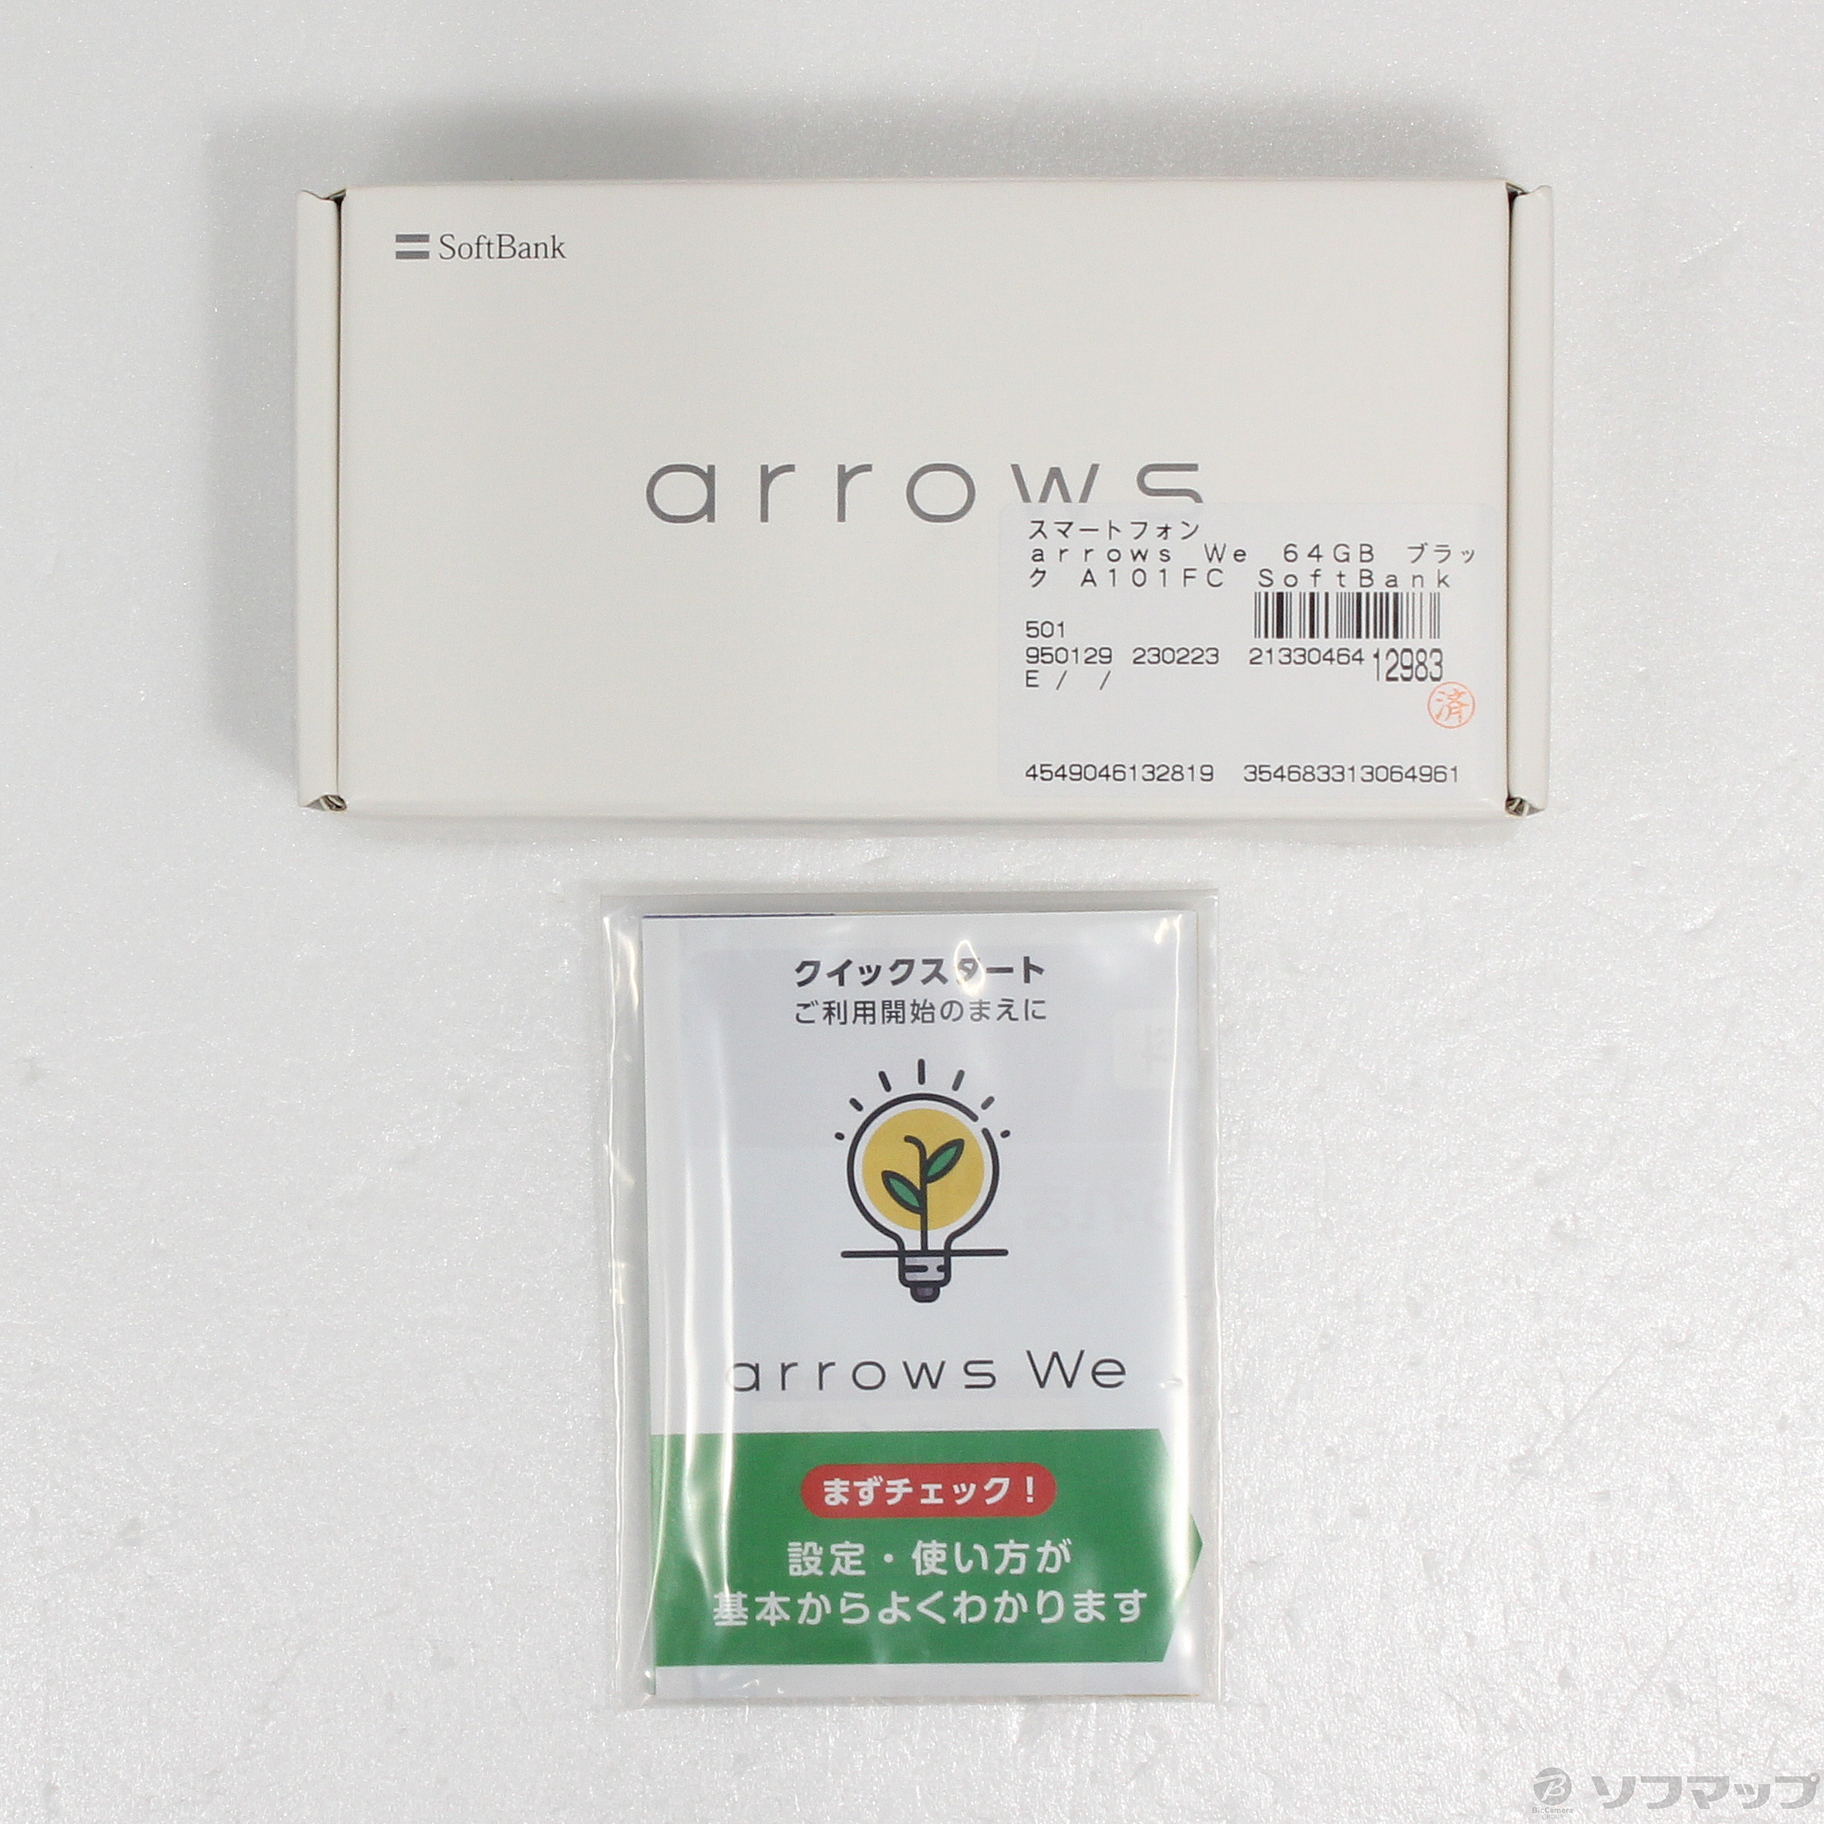 SoftBank
arrows
スマートフォン
arrows We 64GB ブラッ
ク A101FC SoftBank
501
950129 230223 21330464 12983
E / /
済
4549046132819 354683313064961
クイックスタート
ご利用開始のまえに
arrows We
まずチェック!
設定・使い方が
基本からよくわかります
ソフマップ